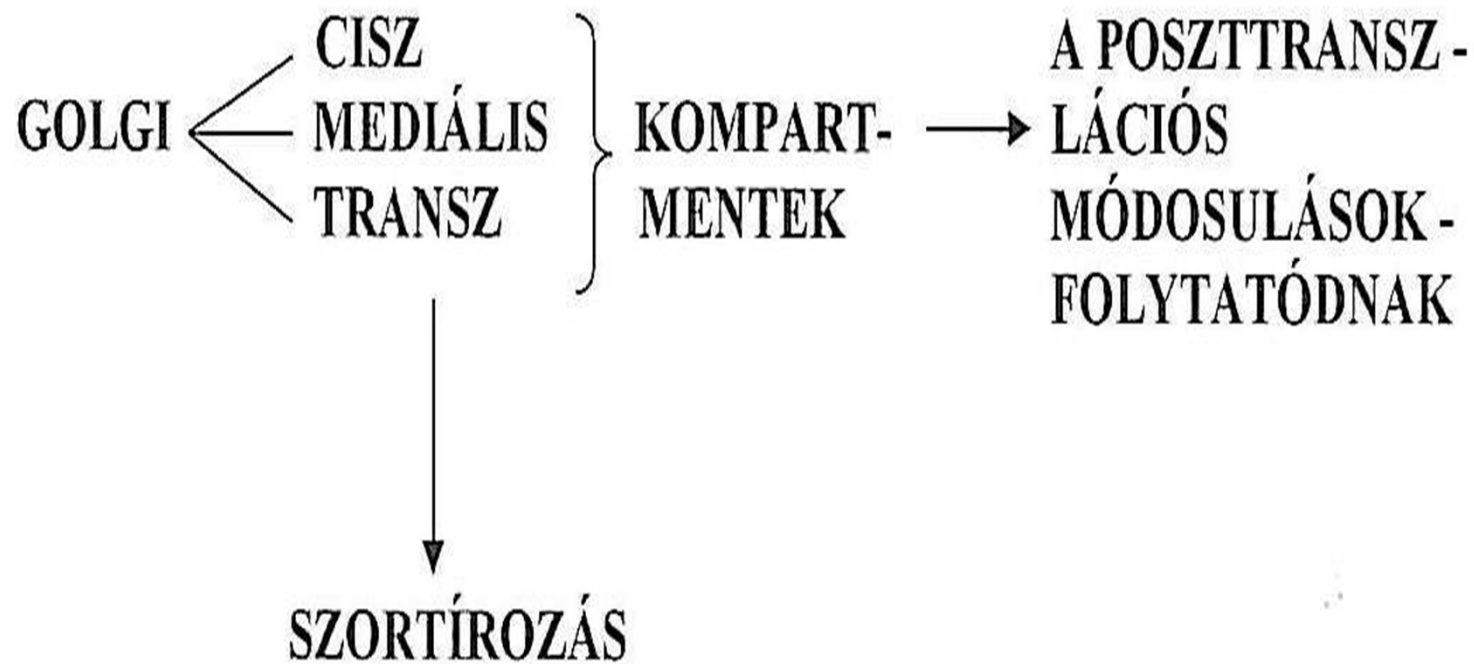 GOLGI
CISZ
MEDIÁLIS
TRANSZ
KOMPART-
MENTEK
A POSZTTRANSZ -
LÁCIÓS
MÓDOSULÁSOK -
FOLYTATÓDNAK
SZORTÍROZÁS